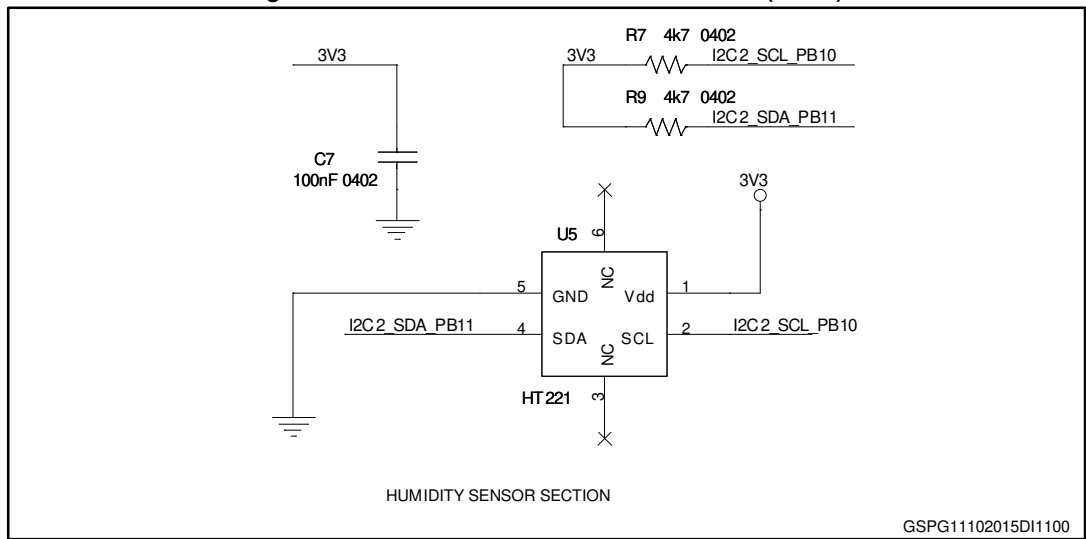 R7 4k7 0402
3V3
3V3
I2C2_SCL_PB10
R9 4k7 0402
I2C2_SDA_PB11
C7
100nF 0402
3V3
U5
6
NC
5
GND
Vdd
1
I2C2_SDA_PB11
4
SDA
SCL
2
I2C2_SCL_PB10
NC
HT221
3
HUMIDITY SENSOR SECTION
GSPG11102015DI1100